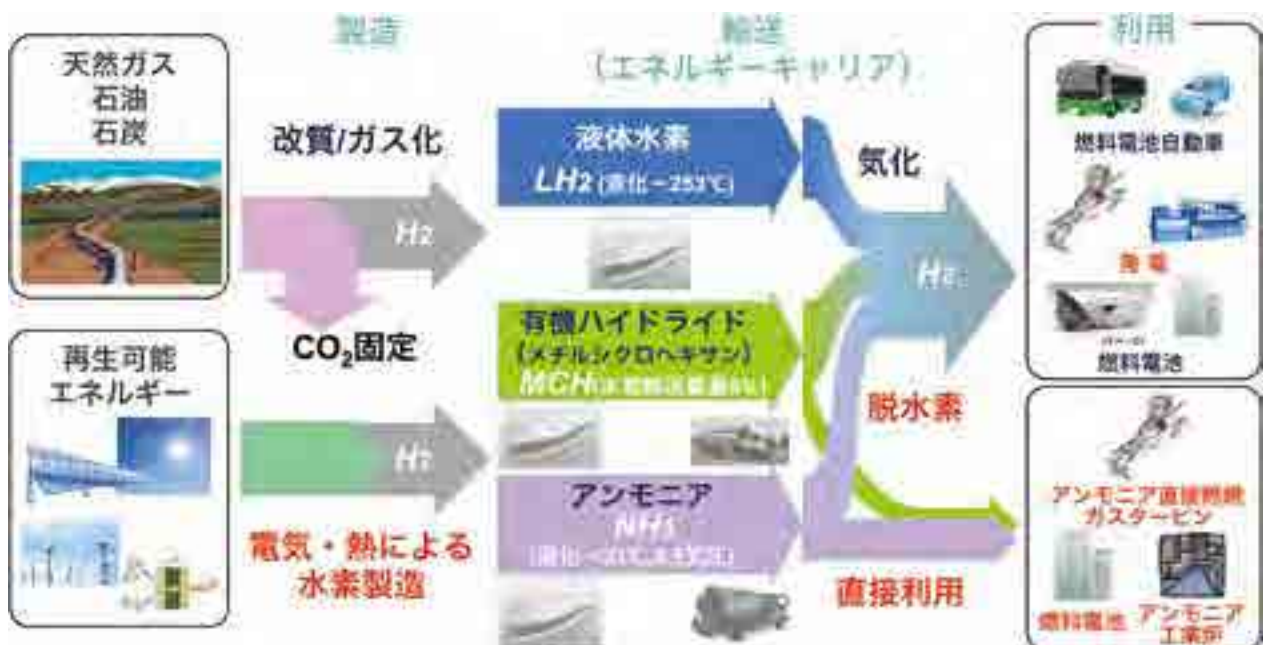 製造
輸送
(エネルギーキャリア)
利用
天然ガス
石油
石炭
改質/ガス化
H2
CO2固定
再生可能
エネルギー
H2
電気・熱による
水素製造
液体水素
LH2 (液化-253℃)
有機ハイドライド
(メチルシクロヘキサン)
MCH
アンモニア
NH3
気化
H2
脱水素
直接利用
燃料電池自動車
発電
燃料電池
アンモニア直接燃焼
ガスタービン
燃料電池
アンモニア
工業炉